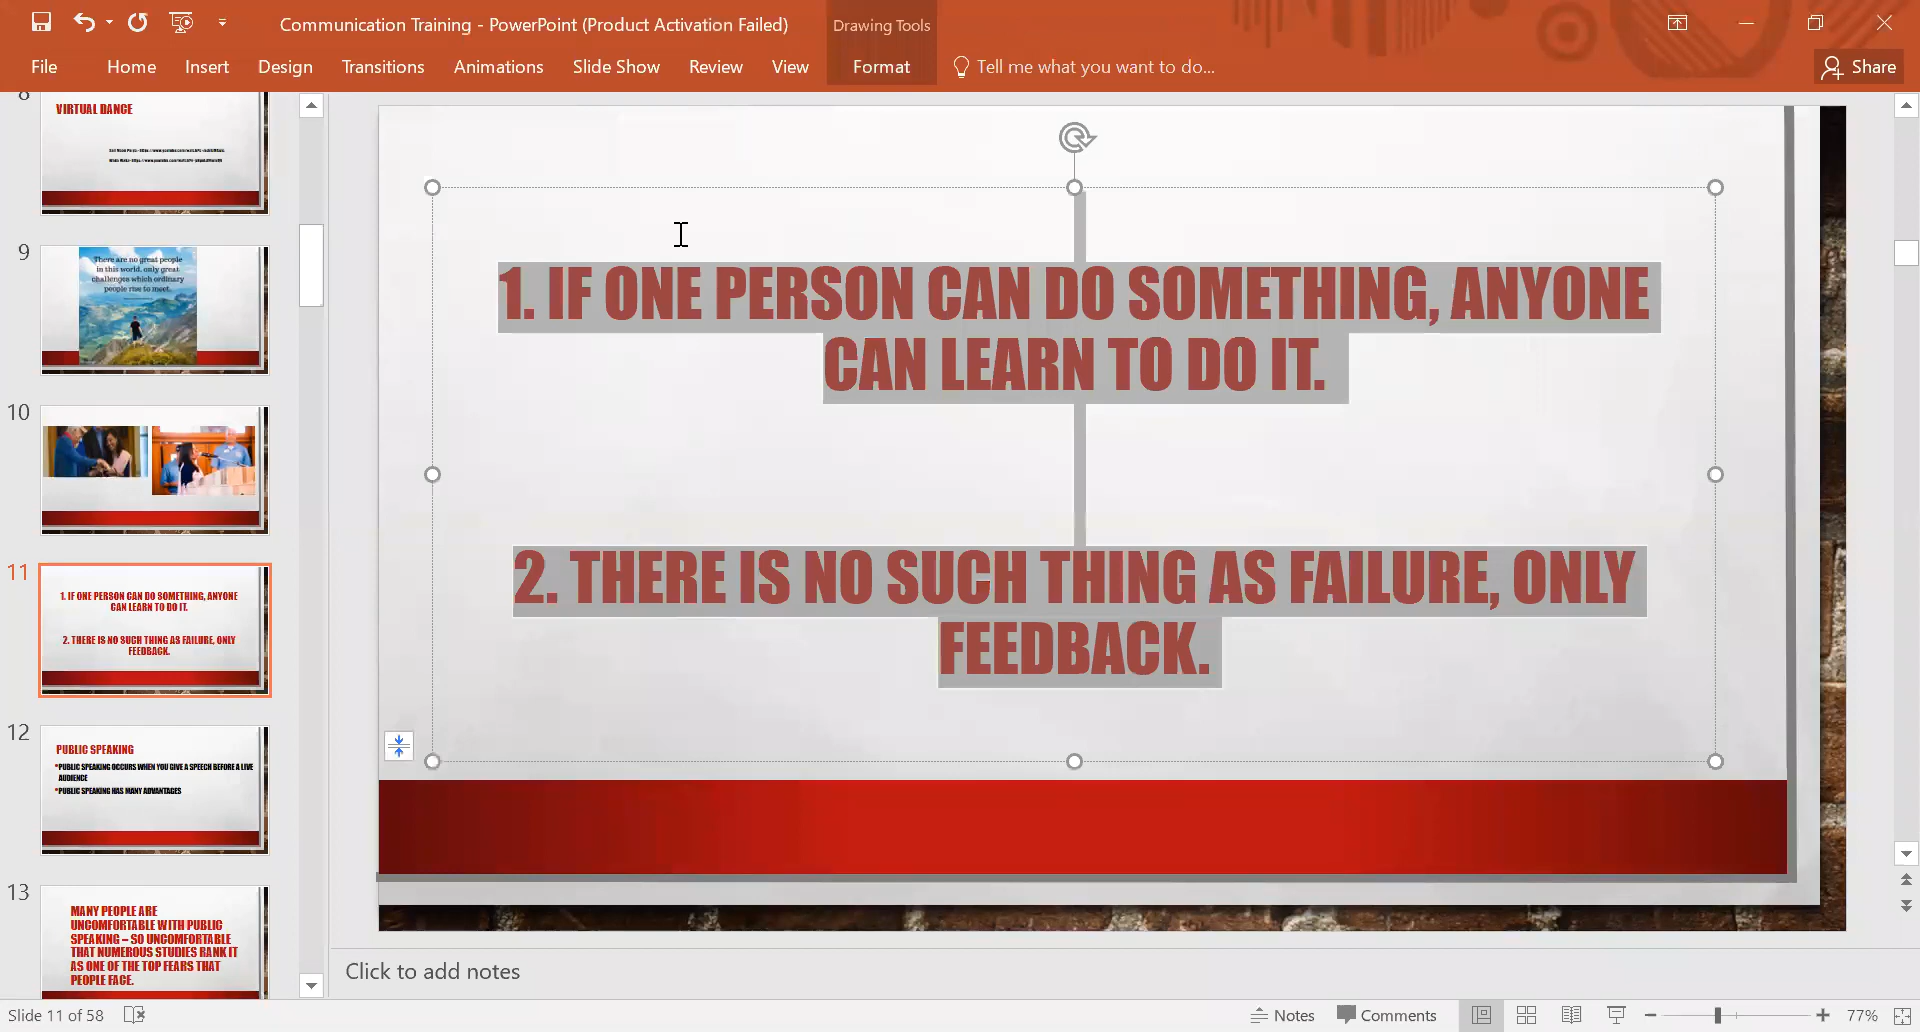 Communication Training - PowerPoint (Product Activation Failed)
Drawing Tools
File
Home
Insert
Design
Transitions
Animations
Slide Show
Review
View
Format
Tell me what you want to do...
Share
8
VIRTUAL DANCE
9
There are no great people
in this world, only great
challenges which ordinary
people rise to meet.
10
11
1. IF ONE PERSON CAN DO SOMETHING, ANYONE
CAN LEARN TO DO IT.
2. THERE IS NO SUCH THING AS FAILURE, ONLY
FEEDBACK.
12
PUBLIC SPEAKING
PUBLIC SPEAKING OCCURS WHEN YOU GIVE A SPEECH BEFORE A LIVE
AUDIENCE
PUBLIC SPEAKING HAS MANY ADVANTAGES
13
MANY PEOPLE ARE
UNCOMFORTABLE WITH PUBLIC
SPEAKING – SO UNCOMFORTABLE
THAT NUMEROUS STUDIES RANK IT
AS ONE OF THE TOP FEARS THAT
PEOPLE FACE.
1. IF ONE PERSON CAN DO SOMETHING, ANYONE
CAN LEARN TO DO IT.
2. THERE IS NO SUCH THING AS FAILURE, ONLY
FEEDBACK.
Click to add notes
Slide 11 of 58
Notes
Comments
77%